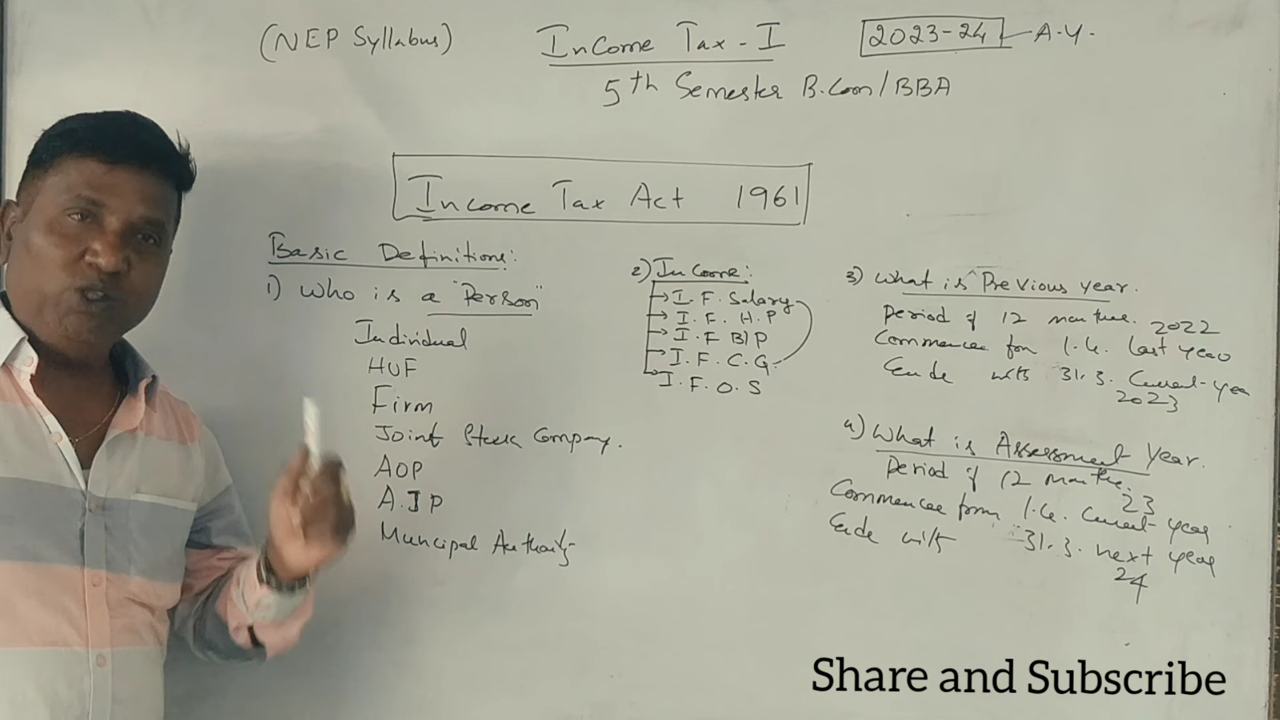 (NEP Syllabus)
InCome Tax - I
2023-24 A.Y.
5th Semester B.Com/BBA
Income Tax Act 1961
Basic Definitions:
1) Who is a "Person"
Individual
HUF
Firm
Joint Stock Company.
AOP
A.J P
Muncipal Authority
2) InCome:
I. F. Salary
I. F. H. P
I. F B/P
I. F. C. G.
I. F. O. S
3) What is Previous year.
Period of 12 months. 2022
Commence from 1.4. last year
Ends with 31.3. Current year
2023
4) What is Assessment Year.
Period of 12 months.
23
Commence from 1.4. Current year
Ends with 31.3. next year
24
Share and Subscribe